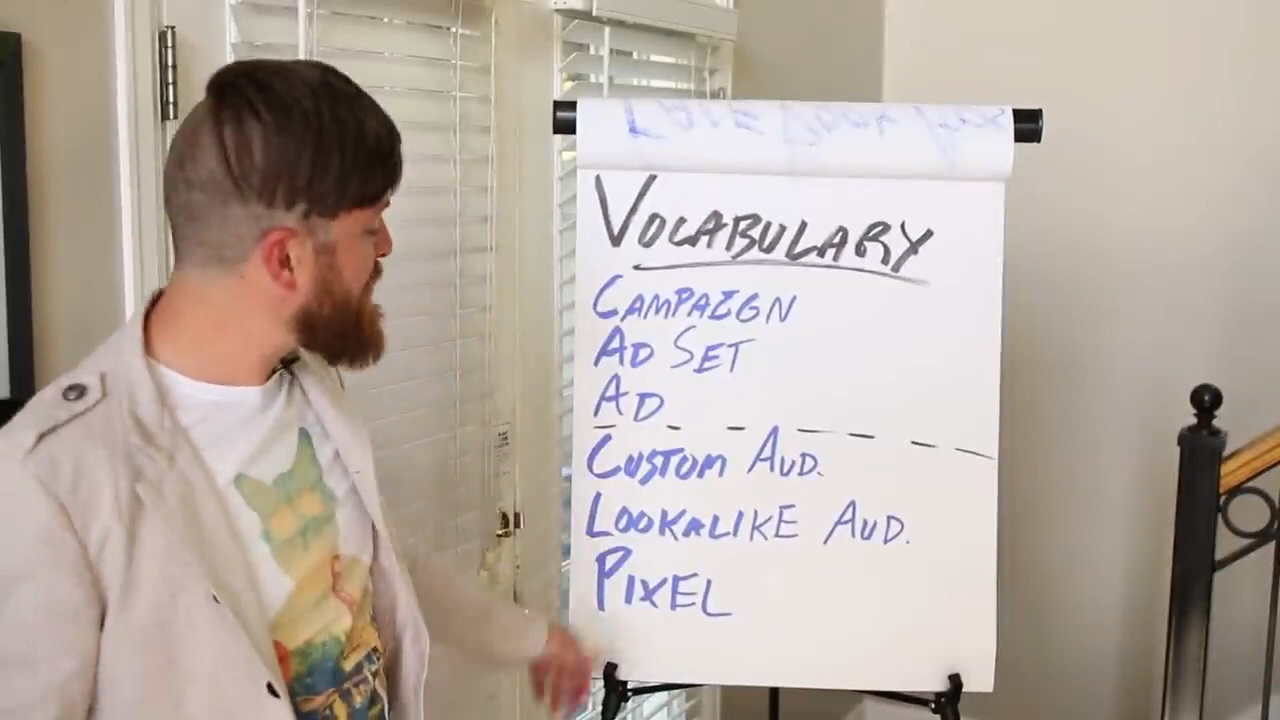 VOCABULARY
CAMPAIGN
AD SET
AD
CUSTOM AUD.
LOOKALIKE AUD.
PIXEL